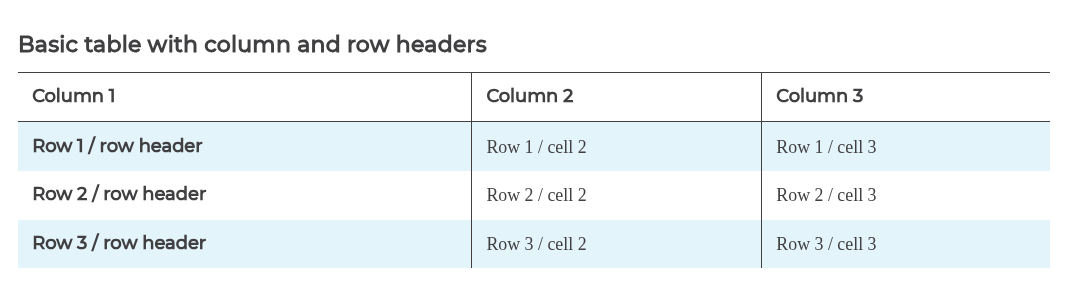 Basic table with column and row headers
Column 1 Column 2 Column 3
Row 1 / row header Row 1 / cell 2 Row 1 / cell 3
Row 2 / row header Row 2 / cell 2 Row 2 / cell 3
Row 3 / row header Row 3 / cell 2 Row 3 / cell 3